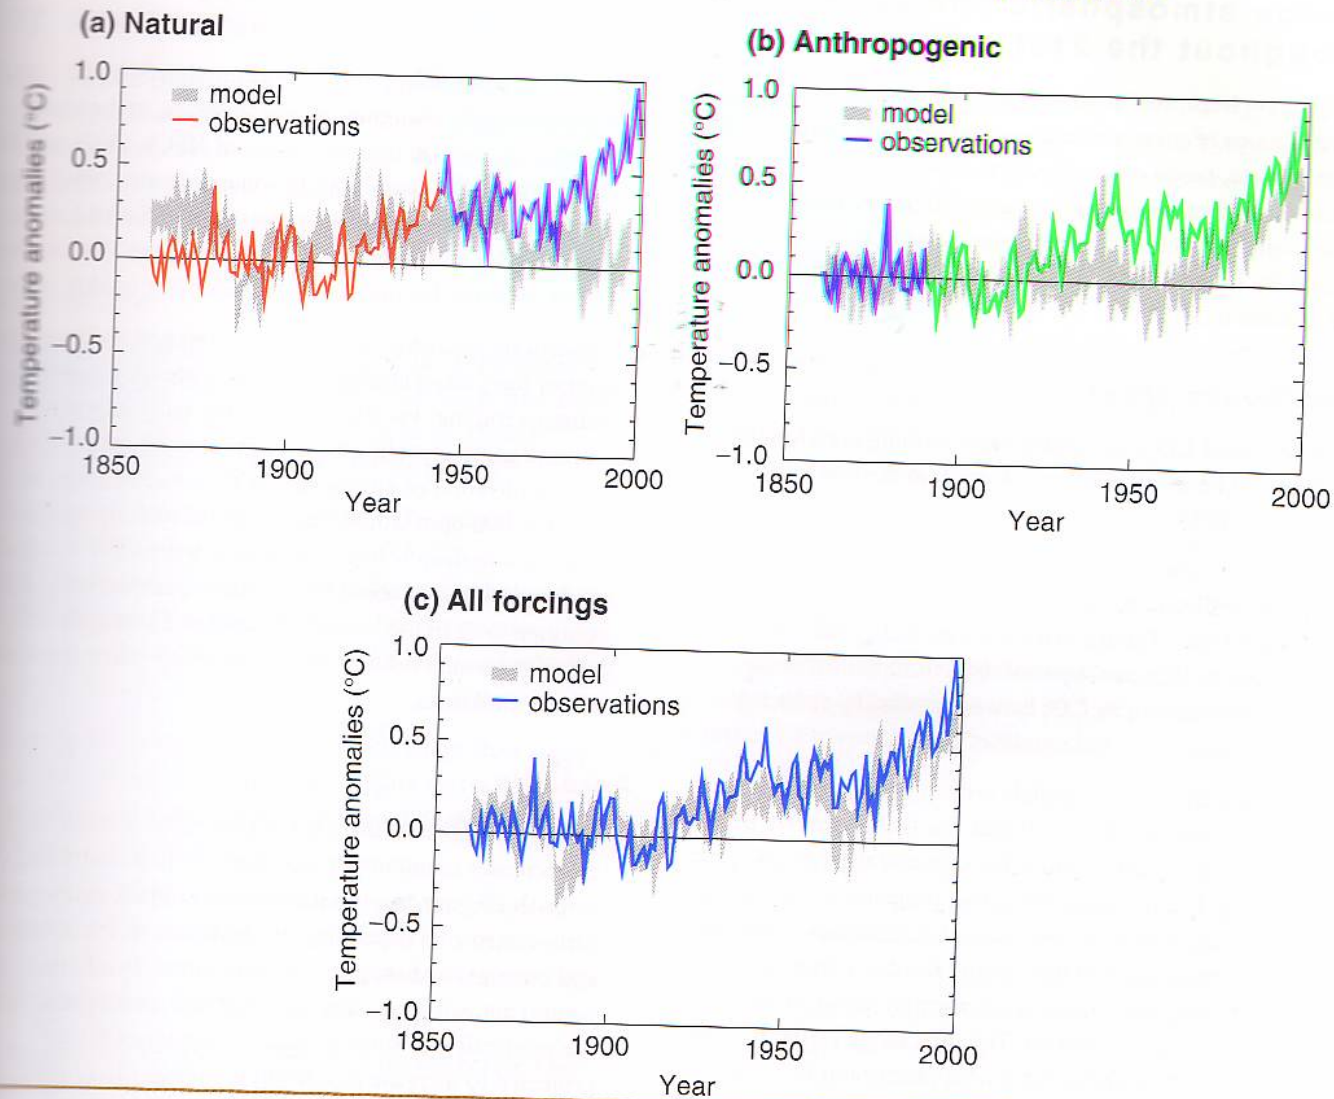 (a) Natural
1.0
0.5
0.0
−0.5
−1.0
Temperature anomalies (°C)
model
observations
1850
1900
1950
2000
Year
(b) Anthropogenic
1.0
0.5
0.0
−0.5
−1.0
Temperature anomalies (°C)
model
observations
1850
1900
1950
2000
Year
(c) All forcings
1.0
0.5
0.0
−0.5
−1.0
Temperature anomalies (°C)
model
observations
1850
1900
1950
2000
Year